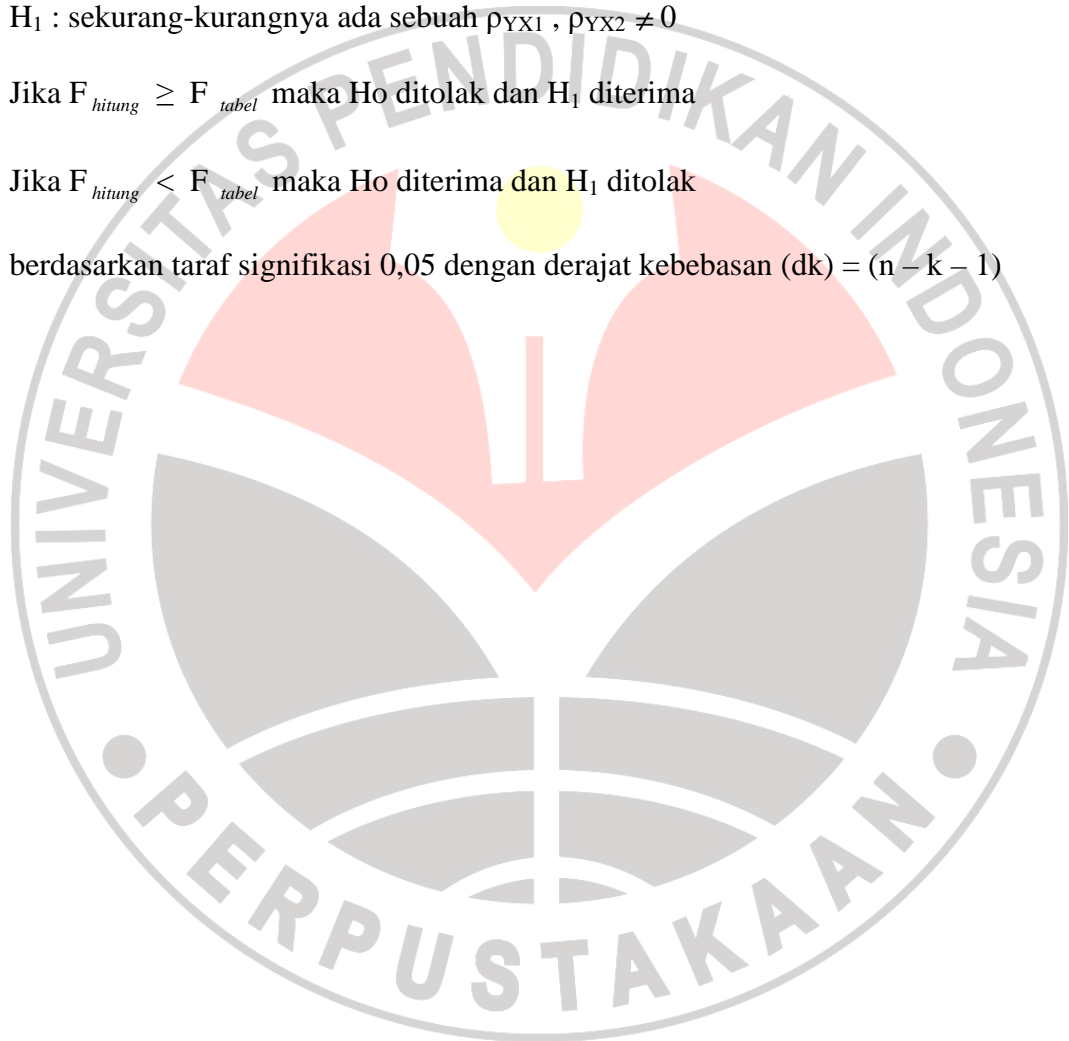 H₁ : sekurang-kurangnya ada sebuah ρYX1 , ρYX2 ≠ 0
Jika F hitung ≥ F tabel maka Ho ditolak dan H₁ diterima
Jika F hitung < F tabel maka Ho diterima dan H₁ ditolak
berdasarkan taraf signifikasi 0,05 dengan derajat kebebasan (dk) = (n – k – 1)
UNIVERSITAS PENDIDIKAN INDONESIA
PERPUSTAKAAN